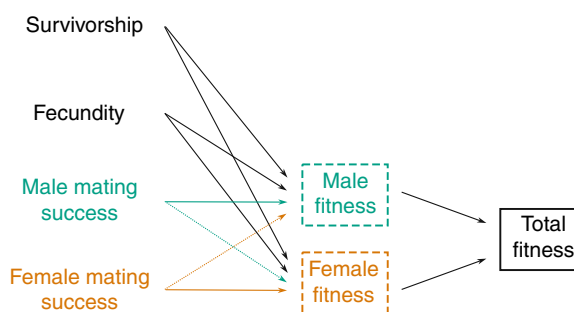 Survivorship
Fecundity
Male mating
success
Female mating
success
Male
fitness
Female
fitness
Total
fitness